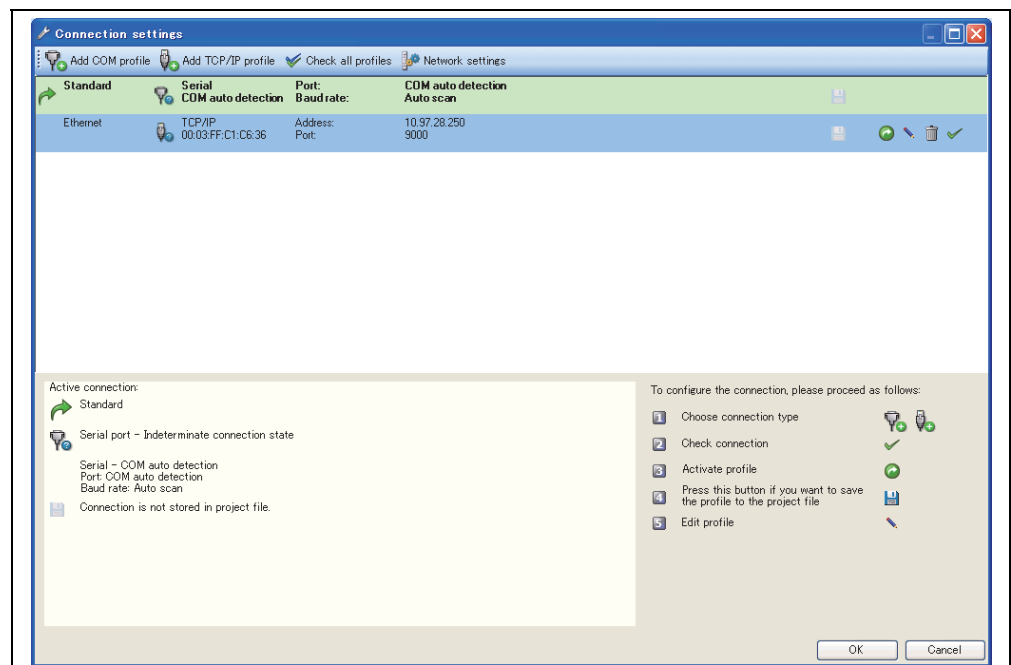 Connection settings
Add COM profile Add TCP/IP profile Check all profiles Network settings
Standard Serial Port: COM auto detection
COM auto detection Baud rate: Auto scan
Ethernet TCP/IP Address: 10.97.28.250
00:03:FF:C1:C6:36 Port: 9000
Active connection:
Standard
Serial port - Indeterminate connection state
Serial - COM auto detection
Port: COM auto detection
Baud rate: Auto scan
Connection is not stored in project file.
To configure the connection, please proceed as follows:
1 Choose connection type
2 Check connection
3 Activate profile
4 Press this button if you want to save
the profile to the project file
5 Edit profile
OK Cancel